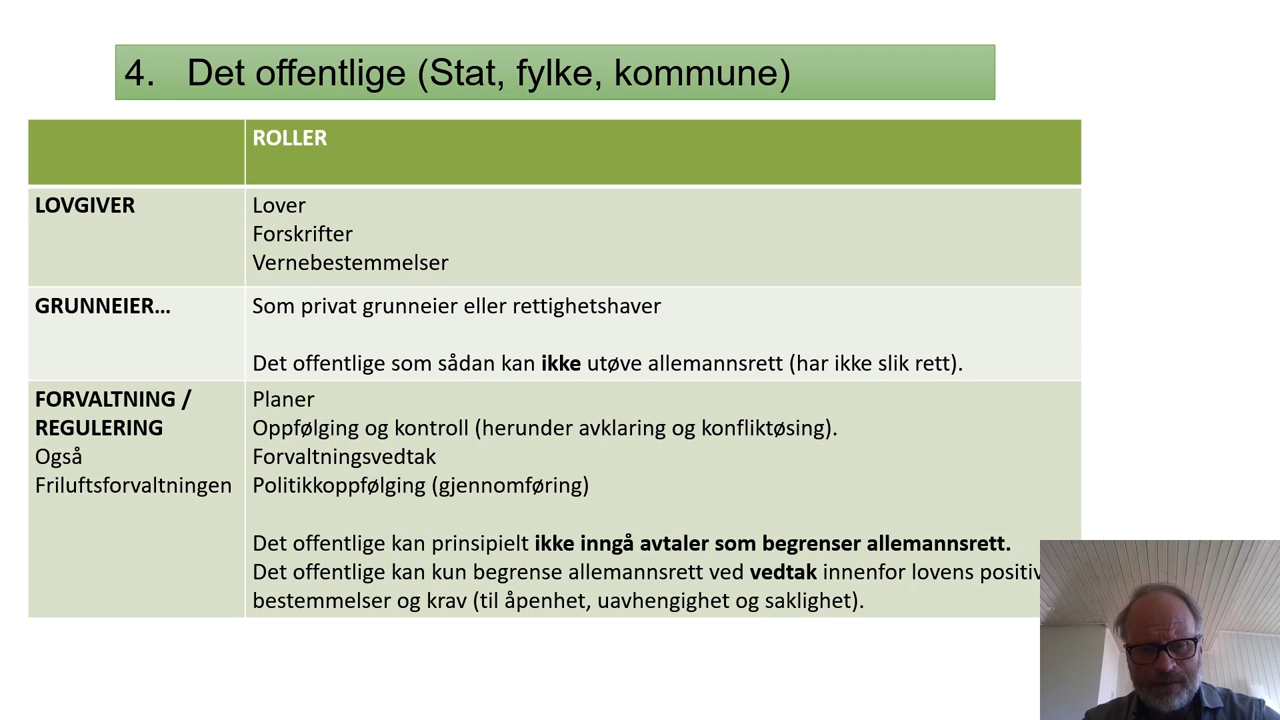 4. Det offentlige (Stat, fylke, kommune)
ROLLER
LOVGIVER
Lover
Forskrifter
Vernebestemmelser
GRUNNEIER...
Som privat grunneier eller rettighetshaver
Det offentlige som sådan kan ikke utøve allemannsrett (har ikke slik rett).
FORVALTNING /
REGULERING
Også
Friluftsforvaltningen
Planer
Oppfølging og kontroll (herunder avklaring og konfliktøsing).
Forvaltningsvedtak
Politikkoppfølging (gjennomføring)
Det offentlige kan prinsipielt ikke inngå avtaler som begrenser allemannsrett.
Det offentlige kan kun begrense allemannsrett ved vedtak innenfor lovens
bestemmelser og krav (til åpenhet, uavhengighet og saklighet).